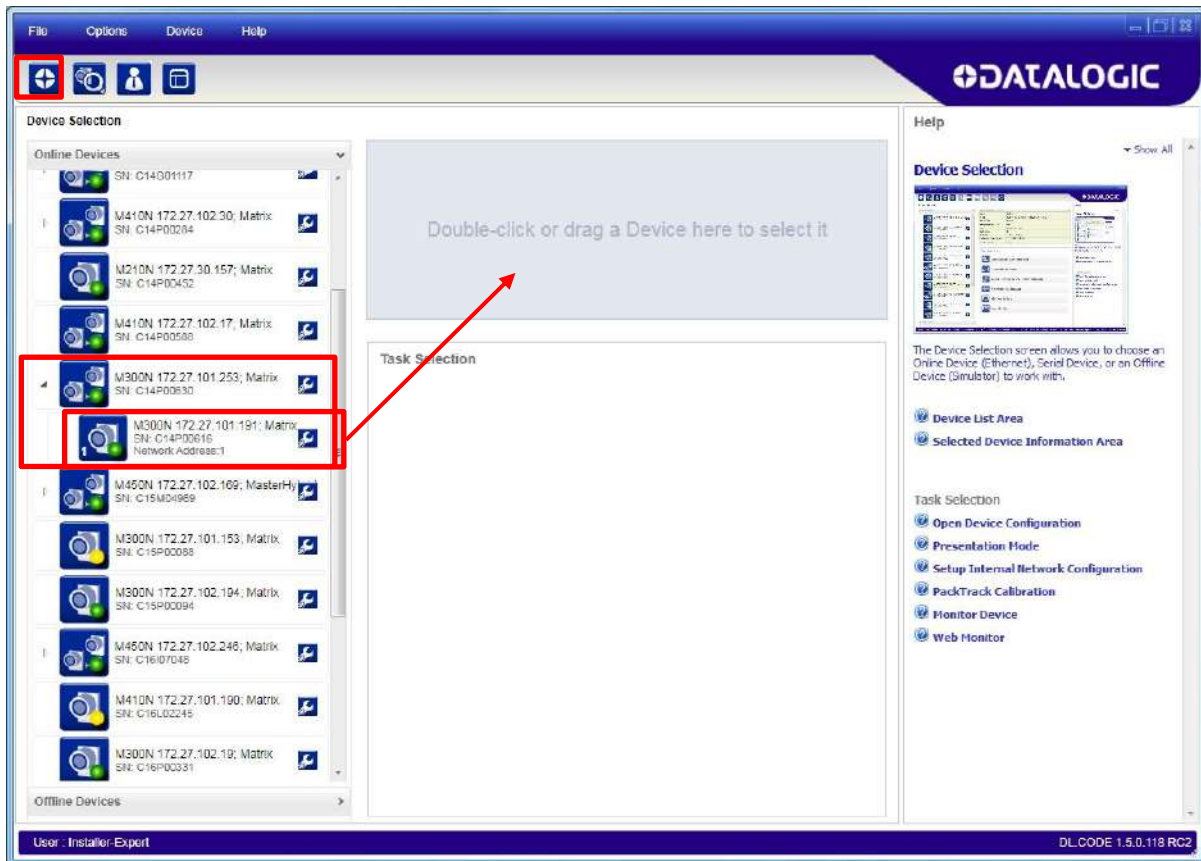 File Options Device Help
DATALOGIC
Device Selection
Online Devices
SN: C14G01117
M410N 172.27.102.30; Matrix
SN: C14P00284
M210N 172.27.30.157; Matrix
SN: C14P00452
M410N 172.27.102.17; Matrix
SN: C14P00588
M300N 172.27.101.253; Matrix
SN: C14P00630
M300N 172.27.101.191; Matrix
SN: C14P00616
Network Address:1
1
M450N 172.27.102.169; MasterHy
SN: C15M04969
M300N 172.27.101.153; Matrix
SN: C15P00088
M300N 172.27.102.194; Matrix
SN: C15P00094
M450N 172.27.102.246; Matrix
SN: C16I07048
M410N 172.27.101.190; Matrix
SN: C16L02245
M300N 172.27.102.19; Matrix
SN: C16P00331
Offline Devices
Double-click or drag a Device here to select it
Task Selection
Help
Show All
Device Selection
The Device Selection screen allows you to choose an
Online Device (Ethernet), Serial Device, or an Offline
Device (Simulator) to work with.
Device List Area
Selected Device Information Area
Task Selection
Open Device Configuration
Presentation Mode
Setup Internal Network Configuration
PackTrack Calibration
Monitor Device
Web Monitor
User : Installer-Expert
DL.CODE 1.5.0.118 RC2